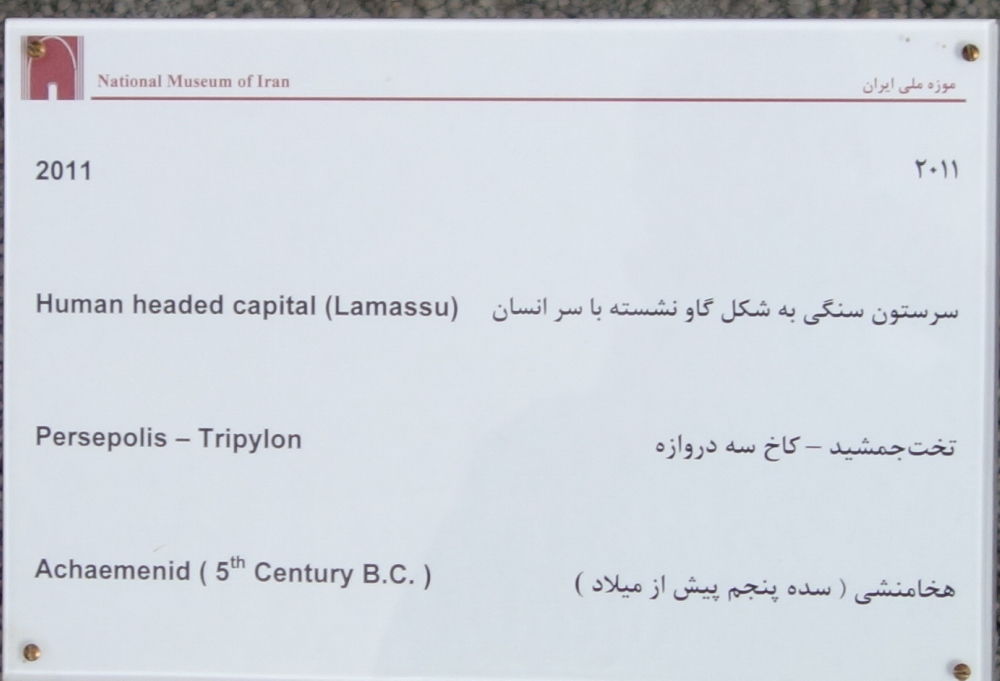 National Museum of Iran
موزه ملی ایران
2011
۲۰۱۱
Human headed capital (Lamassu)
سرستون سنگی به شکل گاو نشسته با سر انسان
Persepolis – Tripylon
تخت‌جمشید – کاخ سه دروازه
Achaemenid ( 5th Century B.C. )
هخامنشی ( سده پنجم پیش از میلاد )